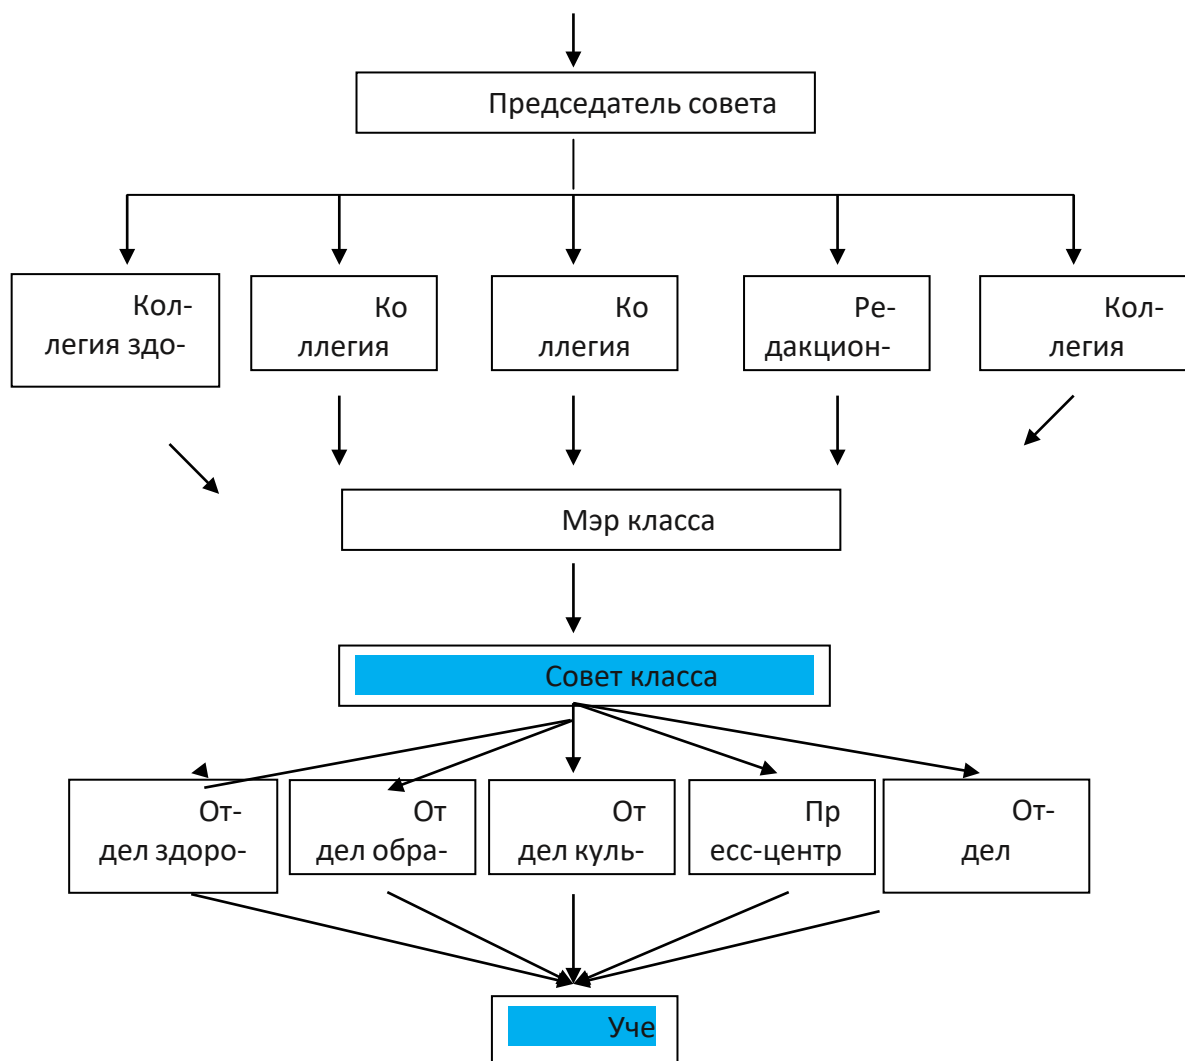 Председатель совета
Кол-
легия здо-
Ко
ллегия
Ко
ллегия
Ре-
дакцион-
Кол-
легия
Мэр класса
Совет класса
От-
дел здоро-
От
дел обра-
От
дел куль-
Пр
есс-центр
От-
дел
Уче